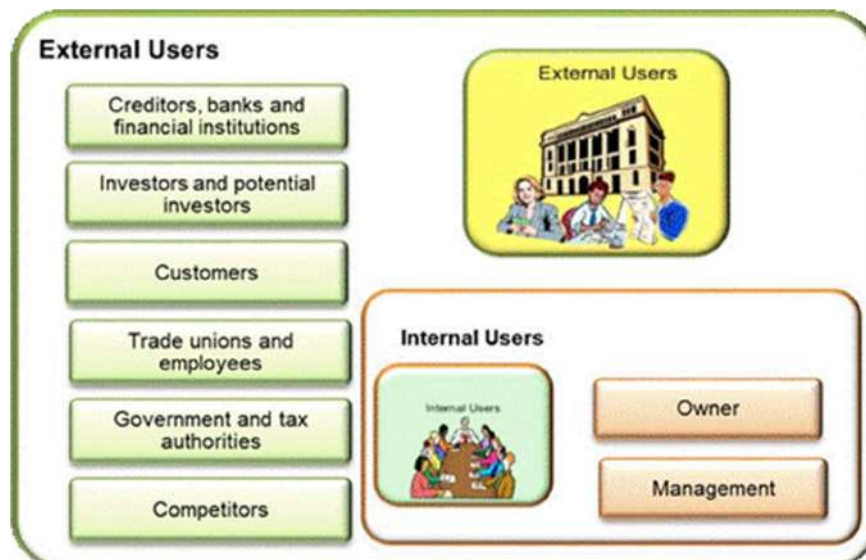 External Users
Creditors, banks and
financial institutions
Investors and potential
investors
Customers
Trade unions and
employees
Government and tax
authorities
Competitors
External Users
Internal Users
Internal Users
Owner
Management